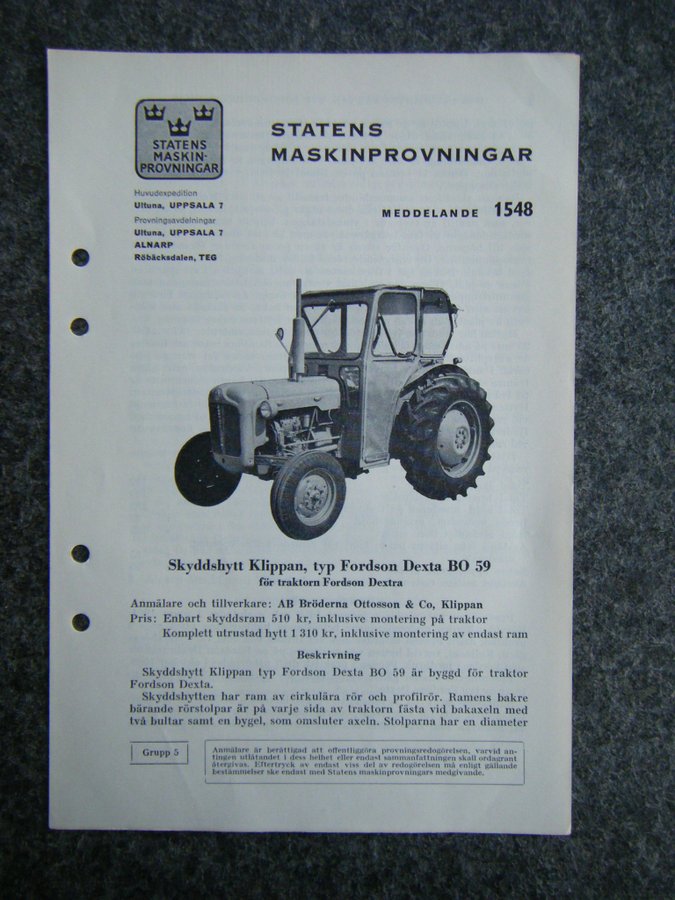 STATENS
MASKIN-
PROVNINGAR
STATENS
MASKINPROVNINGAR
Huvudexpedition
Ultuna, UPPSALA 7
Provningsavdelningar
Ultuna, UPPSALA 7
ALNARP
Röbäcksdalen, TEG
MEDDELANDE 1548
Skyddshytt Klippan, typ Fordson Dexta BO 59
för traktorn Fordson Dextra
Anmälare och tillverkare: AB Bröderna Ottosson & Co, Klippan
Pris: Enbart skyddsram 510 kr, inklusive montering på traktor
Komplett utrustad hytt 1 310 kr, inklusive montering av endast ram
Beskrivning
Skyddshytt Klippan typ Fordson Dexta BO 59 är byggd för traktor
Fordson Dexta.
Skyddshytten har ram av cirkulära rör och profilrör. Ramens bakre
bärande rörstolpar är på varje sida av traktorn fästa vid bakaxeln med
två bultar samt en bygel, som omsluter axeln. Stolparna har en diameter
Grupp 5
Anmälare är berättigad att offentliggöra provningsredogörelsen, varvid an-
tingen utlåtandet i dess helhet eller endast sammanfattningen skall ordagrant
återgivas. Eftertryck av endast viss del av redogörelsen må enligt gällande
bestämmelser ske endast med Statens maskinprovningars medgivande.